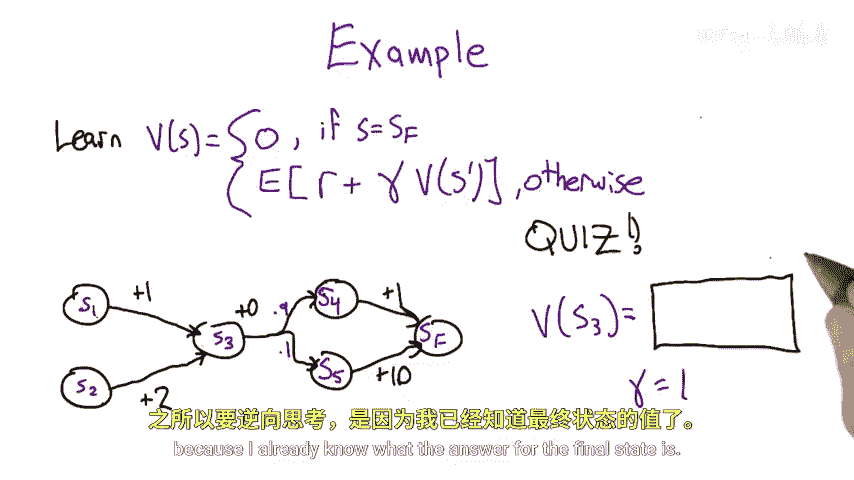 Example
Learn V(s)= { 0, if s=SF
E[r + γ V(s')], otherwise
QUIZ!
S1
+1
S2
+2
S3
+0
.9
.1
S4
+1
S5
+10
SF
V(S3)=
γ = 1
之所以要逆向思考，是因为我已经知道最终状态的值了。
because I already know what the answer for the final state is.